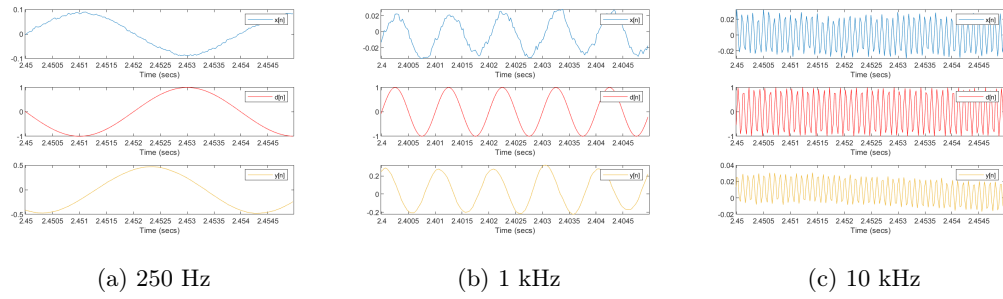 0.1
0
-0.1
x[n]
2.45 2.4505 2.451 2.4515 2.452 2.4525 2.453 2.4535 2.454 2.4545
Time (secs)
1
0
-1
d[n]
2.45 2.4505 2.451 2.4515 2.452 2.4525 2.453 2.4535 2.454 2.4545
Time (secs)
0.5
0
-0.5
y[n]
2.45 2.4505 2.451 2.4515 2.452 2.4525 2.453 2.4535 2.454 2.4545
Time (secs)
(a) 250 Hz
0.02
0
-0.02
x[n]
2.4 2.4005 2.401 2.4015 2.402 2.4025 2.403 2.4035 2.404 2.4045
Time (secs)
1
0
-1
d[n]
2.4 2.4005 2.401 2.4015 2.402 2.4025 2.403 2.4035 2.404 2.4045
Time (secs)
0.2
0
-0.2
y[n]
2.4 2.4005 2.401 2.4015 2.402 2.4025 2.403 2.4035 2.404 2.4045
Time (secs)
(b) 1 kHz
0.02
0
-0.02
x[n]
2.45 2.4505 2.451 2.4515 2.452 2.4525 2.453 2.4535 2.454 2.4545
Time (secs)
1
0
-1
d[n]
2.45 2.4505 2.451 2.4515 2.452 2.4525 2.453 2.4535 2.454 2.4545
Time (secs)
0.04
0.02
0
-0.02
y[n]
2.45 2.4505 2.451 2.4515 2.452 2.4525 2.453 2.4535 2.454 2.4545
Time (secs)
(c) 10 kHz